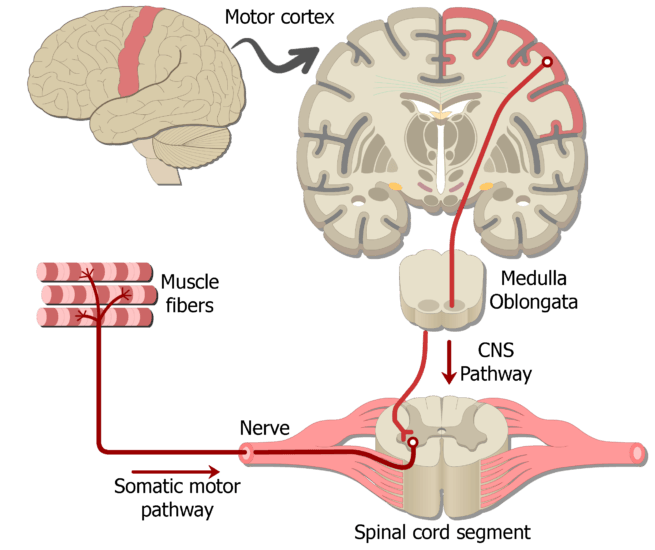 Motor cortex
Medulla
Oblongata
Muscle
fibers
CNS
Pathway
Nerve
Somatic motor
pathway
Spinal cord segment